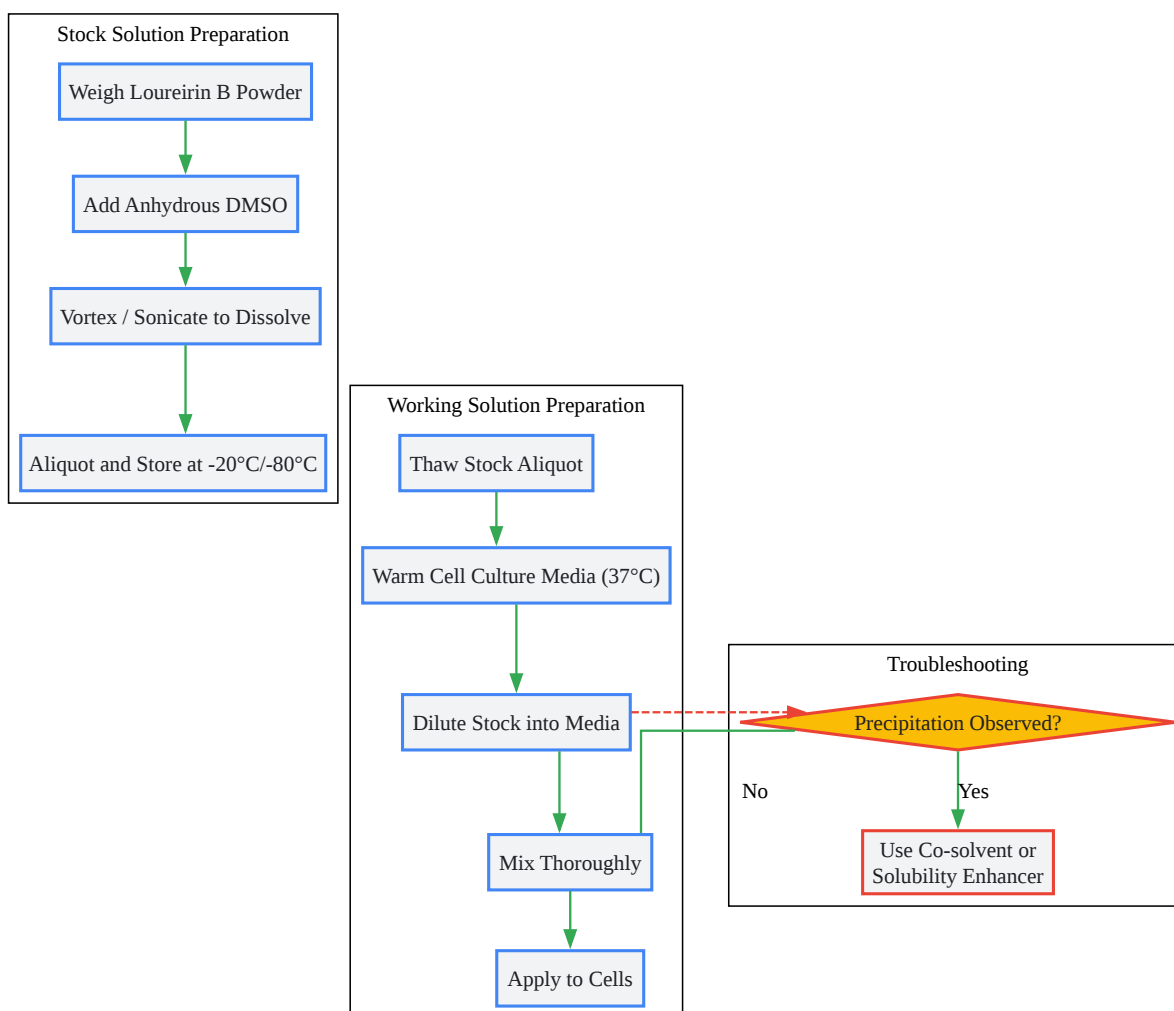 Stock Solution Preparation
Weigh Loureirin B Powder
Add Anhydrous DMSO
Vortex / Sonicate to Dissolve
Aliquot and Store at -20°C/-80°C
Working Solution Preparation
Thaw Stock Aliquot
Warm Cell Culture Media (37°C)
Dilute Stock into Media
Mix Thoroughly
Apply to Cells
Troubleshooting
Precipitation Observed?
No
Yes
Use Co-solvent or
Solubility Enhancer